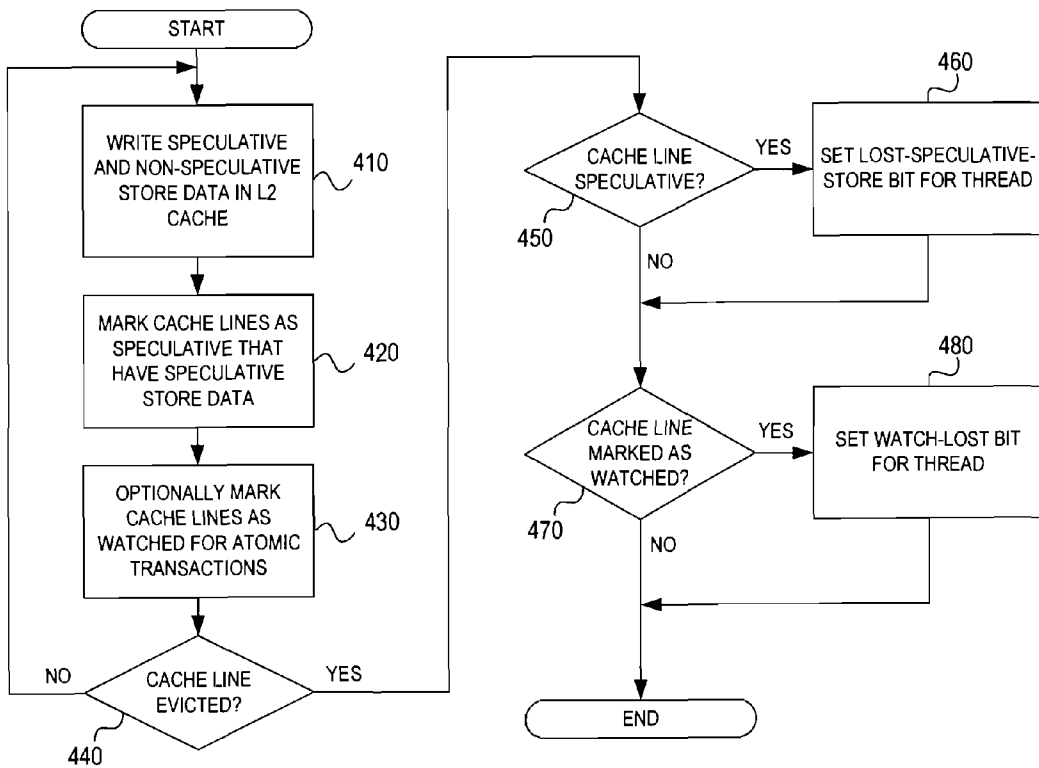 START
WRITE SPECULATIVE
AND NON-SPECULATIVE
STORE DATA IN L2
CACHE
410
MARK CACHE LINES AS
SPECULATIVE THAT
HAVE SPECULATIVE
STORE DATA
420
OPTIONALLY MARK
CACHE LINES AS
WATCHED FOR ATOMIC
TRANSACTIONS
430
NO
CACHE LINE
EVICTED?
YES
440
CACHE LINE
SPECULATIVE?
YES
450
NO
460
SET LOST-SPECULATIVE-
STORE BIT FOR THREAD
CACHE LINE
MARKED AS
WATCHED?
YES
470
NO
480
SET WATCH-LOST BIT
FOR THREAD
END